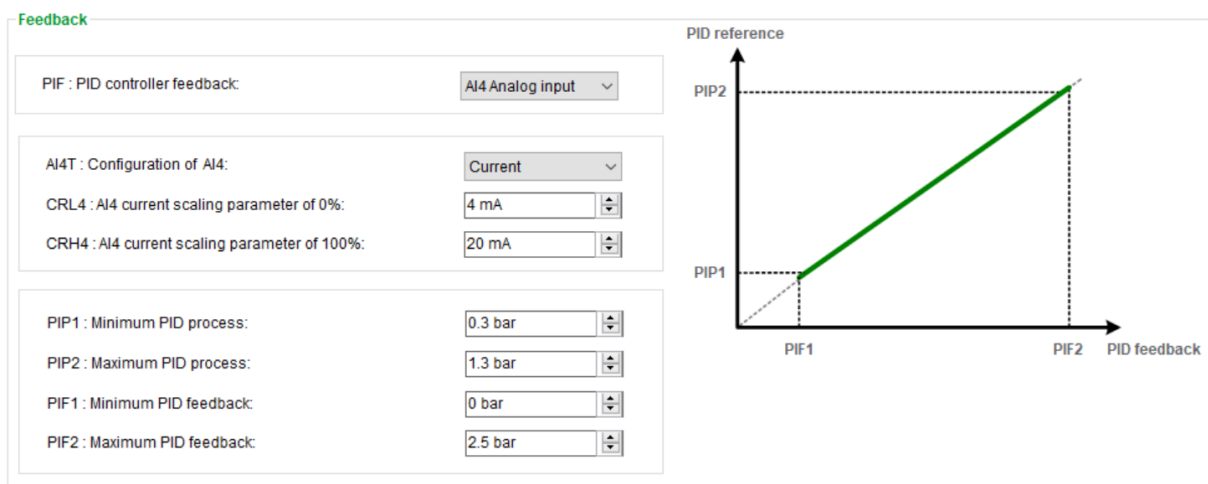 Feedback
PIF : PID controller feedback:
AI4 Analog input
AI4T : Configuration of AI4:
Current
CRL4 : AI4 current scaling parameter of 0%:
4 mA
CRH4 : AI4 current scaling parameter of 100%:
20 mA
PIP1 : Minimum PID process:
0.3 bar
PIP2 : Maximum PID process:
1.3 bar
PIF1 : Minimum PID feedback:
0 bar
PIF2 : Maximum PID feedback:
2.5 bar
PID reference
PIP2
PIP1
PIF1
PIF2
PID feedback